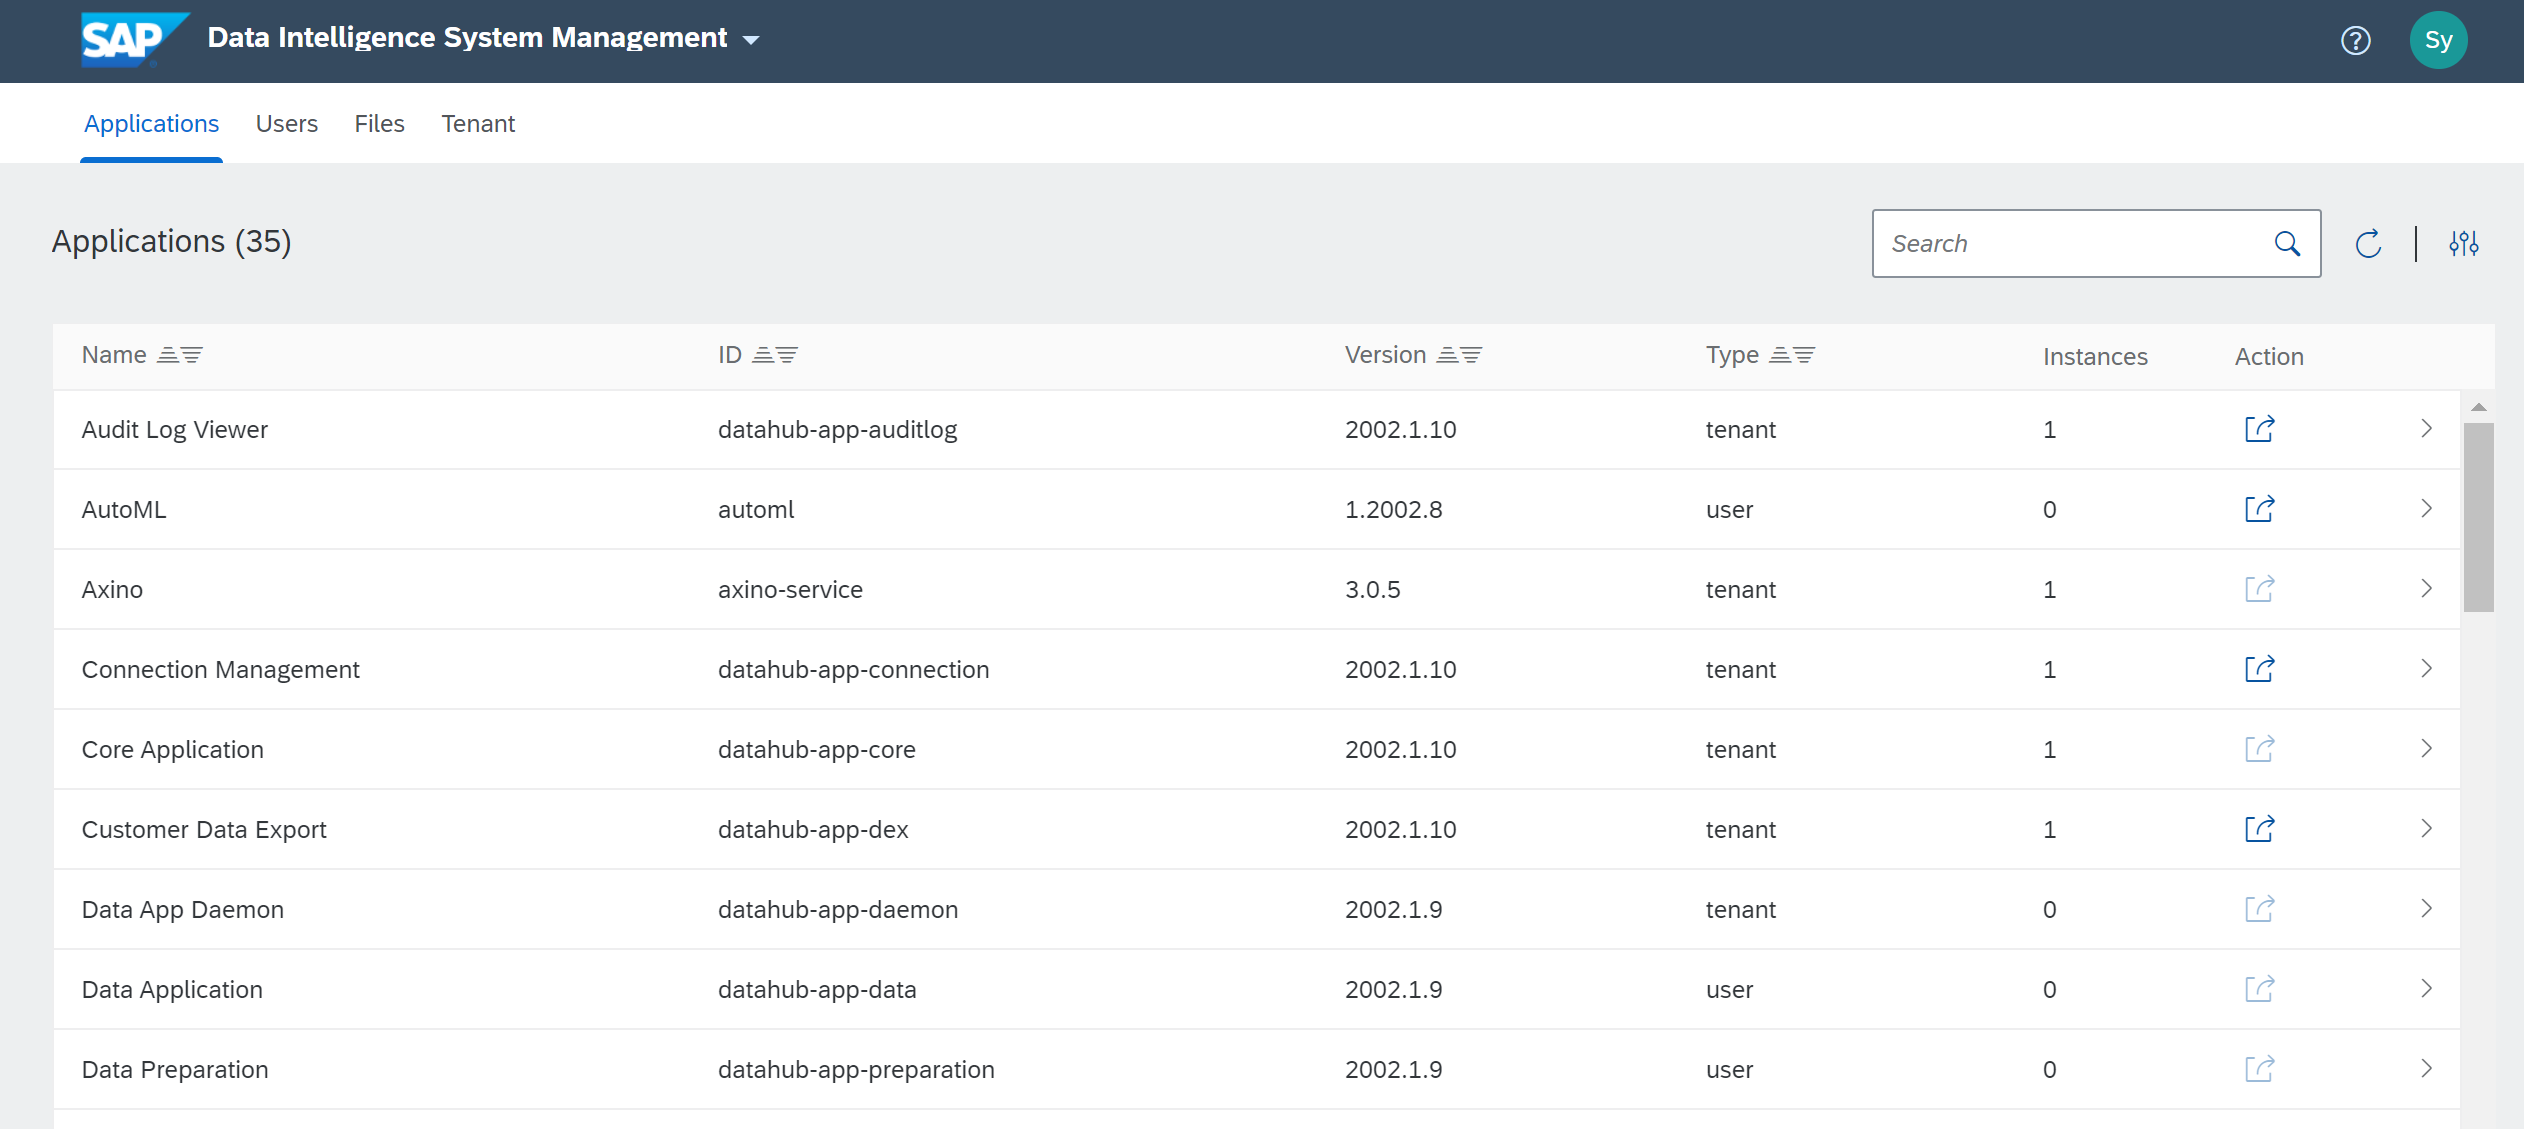 SAP Data Intelligence System Management Sy
Applications Users Files Tenant
Applications (35) Search
Name ID Version Type Instances Action
Audit Log Viewer datahub-app-auditlog 2002.1.10 tenant 1
AutoML automl 1.2002.8 user 0
Axino axino-service 3.0.5 tenant 1
Connection Management datahub-app-connection 2002.1.10 tenant 1
Core Application datahub-app-core 2002.1.10 tenant 1
Customer Data Export datahub-app-dex 2002.1.10 tenant 1
Data App Daemon datahub-app-daemon 2002.1.9 tenant 0
Data Application datahub-app-data 2002.1.9 user 0
Data Preparation datahub-app-preparation 2002.1.9 user 0